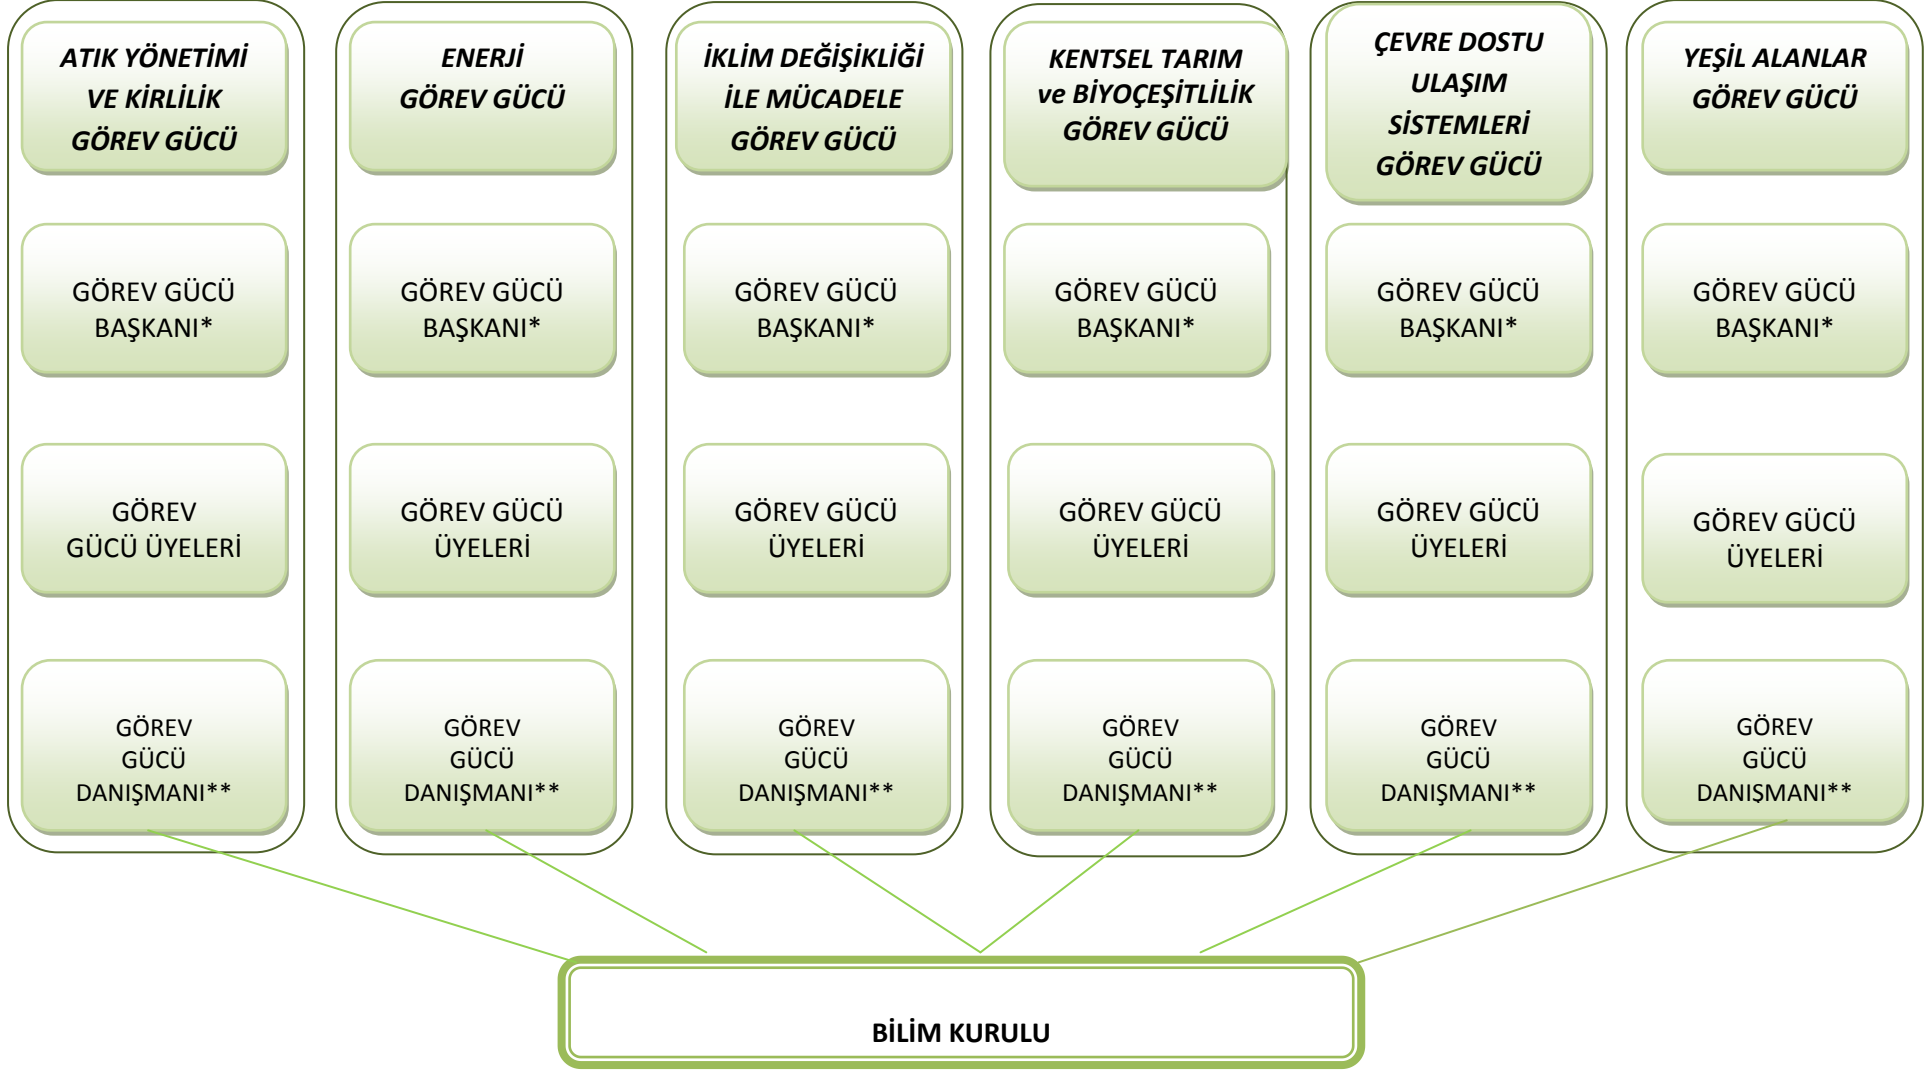 ATIK YÖNETİMİ
VE KİRLİLİK
GÖREV GÜCÜ
GÖREV GÜCÜ
BAŞKANI*
GÖREV
GÜCÜ ÜYELERİ
GÖREV
GÜCÜ
DANIŞMANI**
ENERJİ
GÖREV GÜCÜ
GÖREV GÜCÜ
BAŞKANI*
GÖREV GÜCÜ
ÜYELERİ
GÖREV
GÜCÜ
DANIŞMANI**
İKLİM DEĞİŞİKLİĞİ
İLE MÜCADELE
GÖREV GÜCÜ
GÖREV GÜCÜ
BAŞKANI*
GÖREV GÜCÜ
ÜYELERİ
GÖREV
GÜCÜ
DANIŞMANI**
KENTSEL TARIM
ve BİYOÇEŞİTLİLİK
GÖREV GÜCÜ
GÖREV GÜCÜ
BAŞKANI*
GÖREV GÜCÜ
ÜYELERİ
GÖREV
GÜCÜ
DANIŞMANI**
ÇEVRE DOSTU
ULAŞIM
SİSTEMLERİ
GÖREV GÜCÜ
GÖREV GÜCÜ
BAŞKANI*
GÖREV GÜCÜ
ÜYELERİ
GÖREV
GÜCÜ
DANIŞMANI**
YEŞİL ALANLAR
GÖREV GÜCÜ
GÖREV GÜCÜ
BAŞKANI*
GÖREV GÜCÜ
ÜYELERİ
GÖREV
GÜCÜ
DANIŞMANI**
BİLİM KURULU